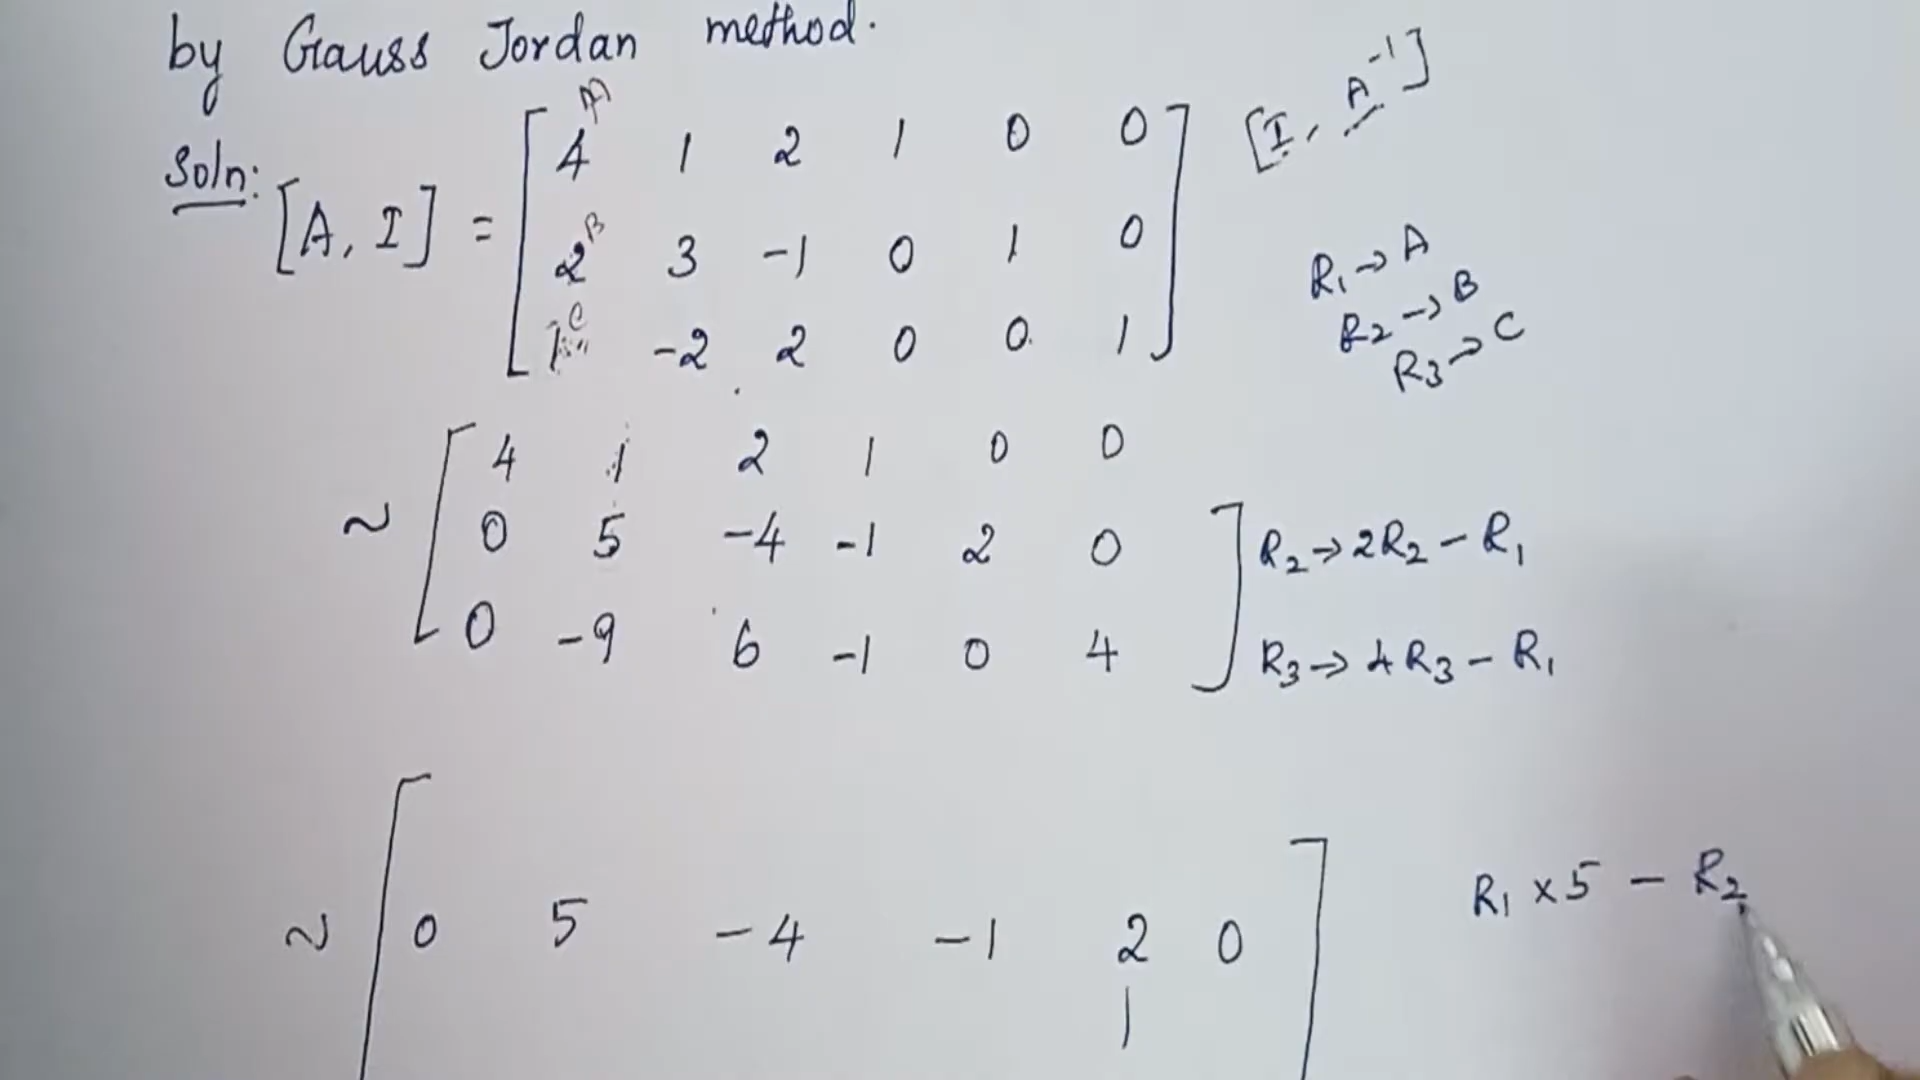 by Gauss Jordan method.
Soln: [A, I] = [ 4 1 2 1 0 0 ] [I, A⁻¹]
A
2 3 -1 0 1 0
B
1 -2 2 0 0 1
C
R₁ → A
R₂ → B
R₃ → C
~ [ 4 1 2 1 0 0
0 5 -4 -1 2 0 ] R₂ → 2R₂ - R₁
0 -9 6 -1 0 4 R₃ → 4R₃ - R₁
~ [ 0 5 -4 -1 2 0 ] R₁ × 5 - R₂
1